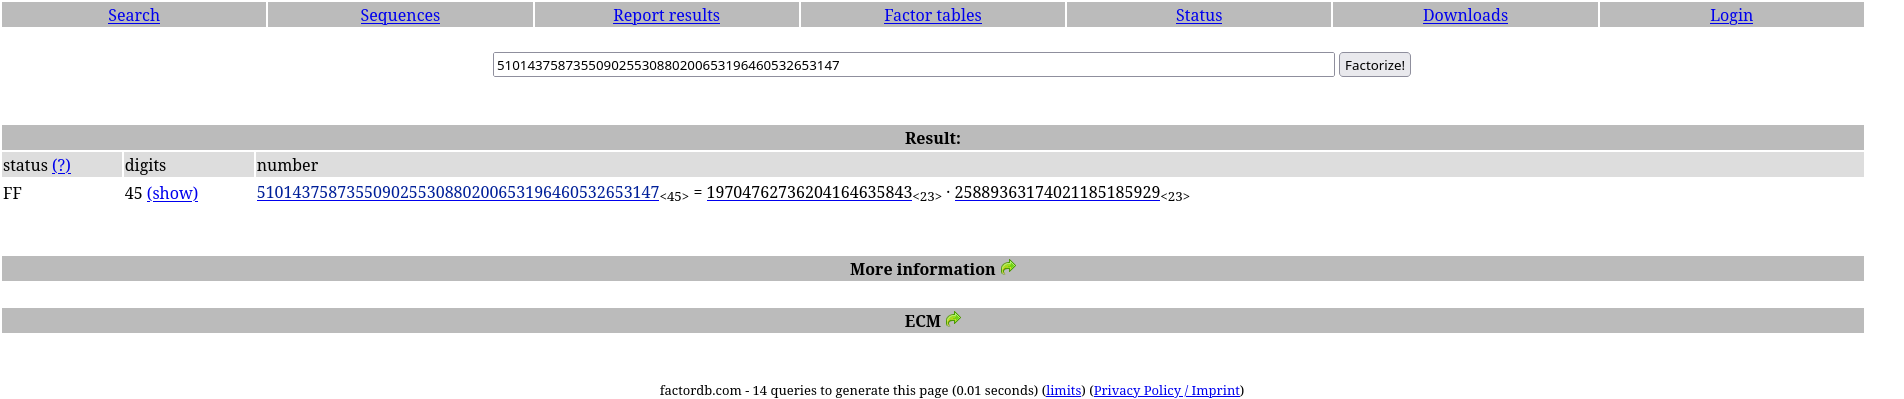 Search Sequences Report results Factor tables Status Downloads Login
510143758735509025530880200653196460532653147 Factorize!
Result:
status (?) digits number
FF 45 (show) 510143758735509025530880200653196460532653147<45> = 19704762736204164635843<23> · 25889363174021185185929<23>
More information
ECM
factordb.com - 14 queries to generate this page (0.01 seconds) (limits) (Privacy Policy / Imprint)